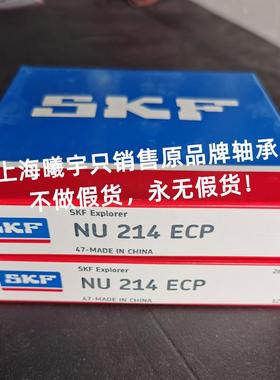 SKF
上海曦宇只销售原品牌轴承,
不做假货，永无假货!
SKF Explorer
SKF
NU 214 ECP
47-MADE IN CHINA
SKF Explorer
SKF
NU 214 ECP
47-MADE IN CHINA